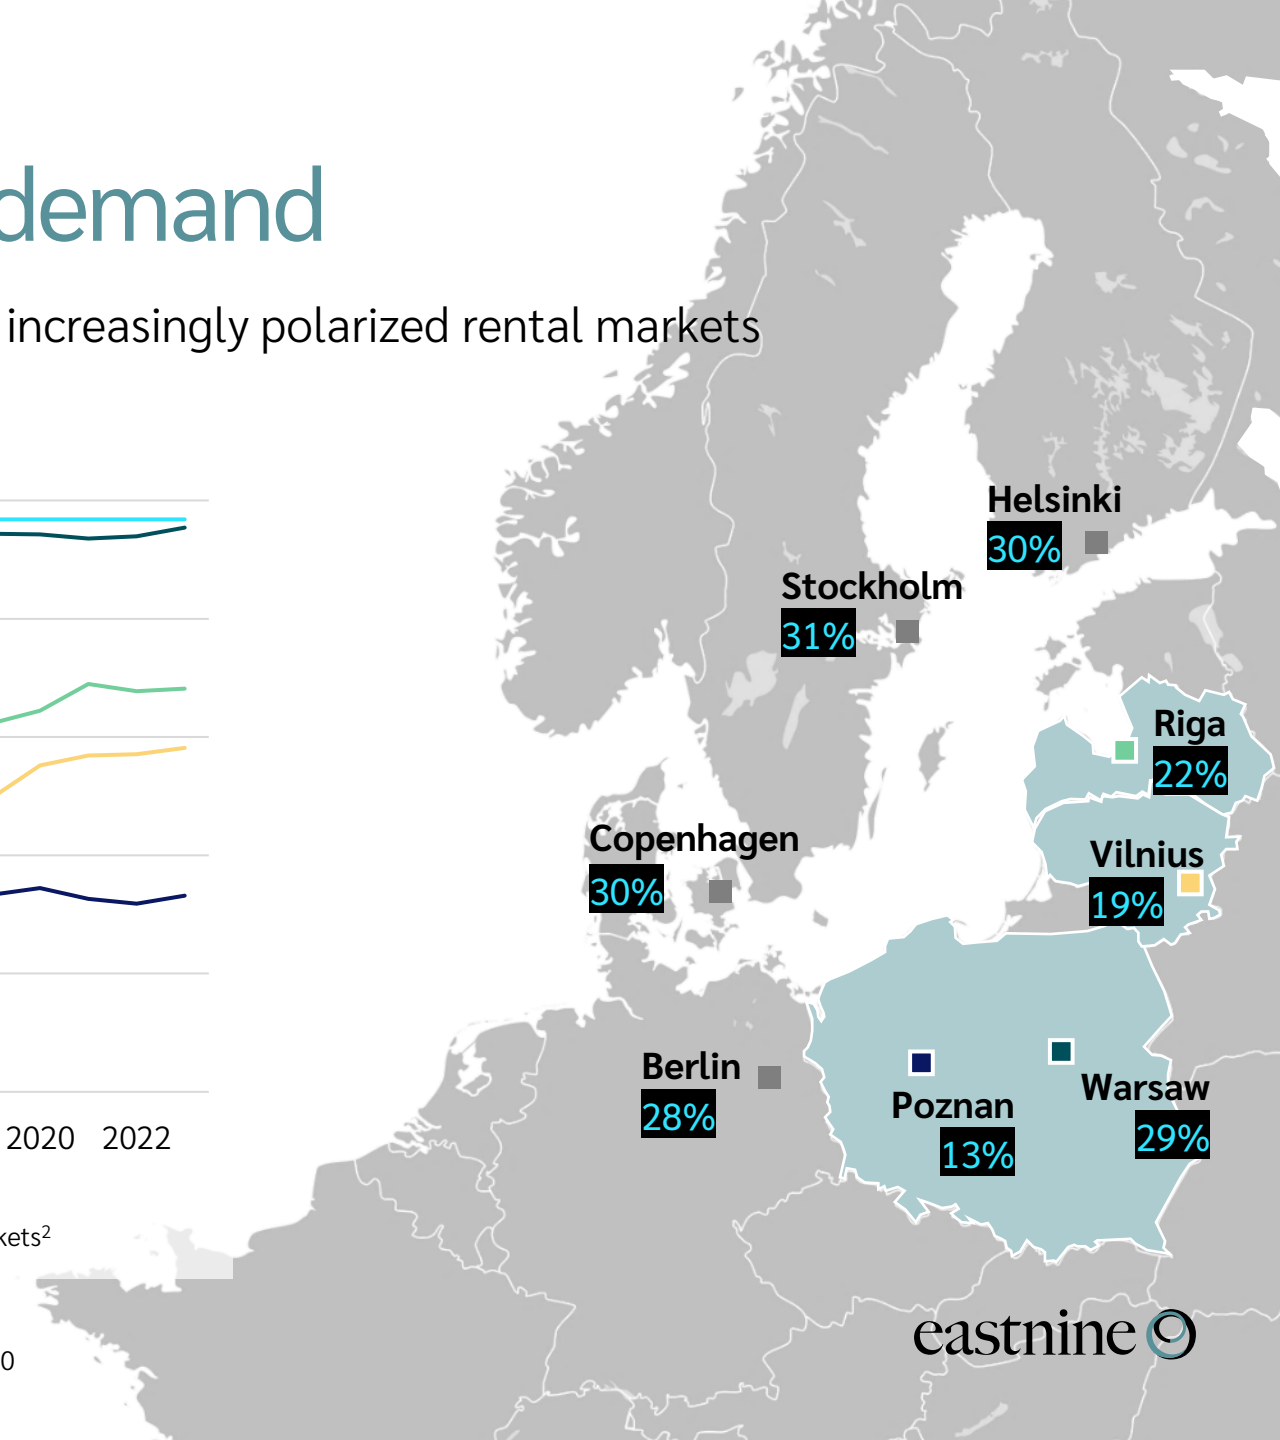 demand
increasingly polarized rental markets
Helsinki
30%
Stockholm
31%
Riga
22%
Copenhagen
30%
Vilnius
19%
Berlin
28%
Poznan
13%
Warsaw
29%
2020 2022
kets²
0
eastnine